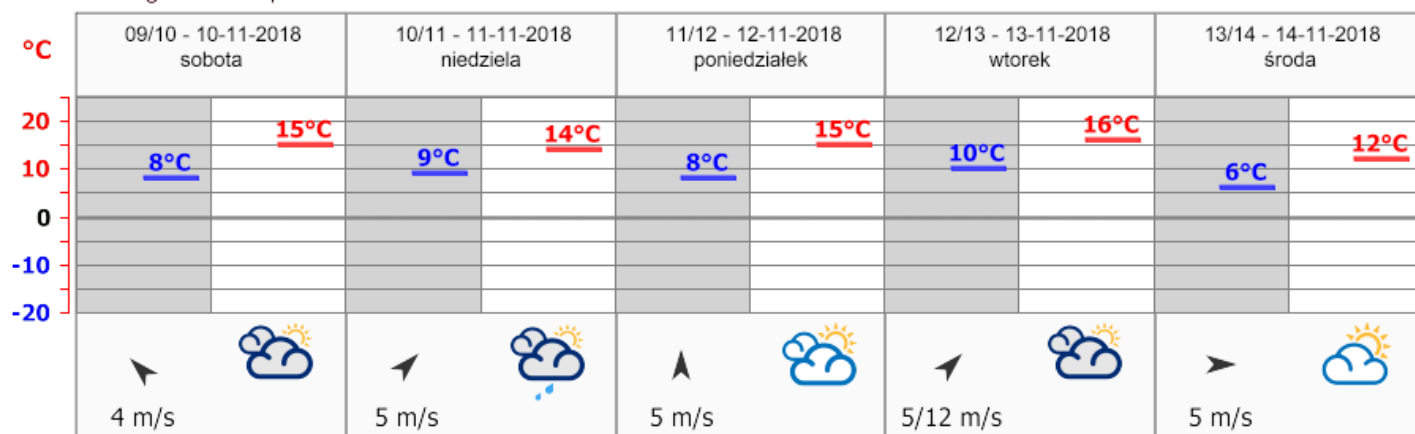 09/10 - 10-11-2018
sobota
10/11 - 11-11-2018
niedziela
11/12 - 12-11-2018
poniedziałek
12/13 - 13-11-2018
wtorek
13/14 - 14-11-2018
środa
°C
20
10
0
-10
-20
8°C
15°C
9°C
14°C
8°C
15°C
10°C
16°C
6°C
12°C
4 m/s
5 m/s
5 m/s
5/12 m/s
5 m/s